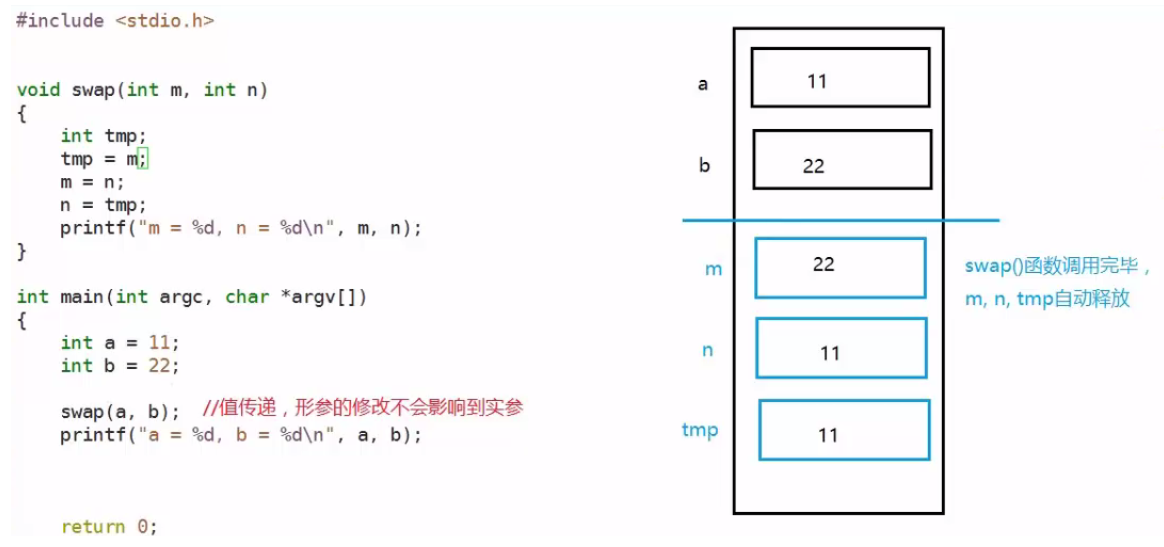 #include <stdio.h>
void swap(int m, int n)
{
    int tmp;
    tmp = m;
    m = n;
    n = tmp;
    printf("m = %d, n = %d\n", m, n);
}
int main(int argc, char *argv[])
{
    int a = 11;
    int b = 22;
    swap(a, b); //值传递，形参的修改不会影响到实参
    printf("a = %d, b = %d\n", a, b);
    return 0;
a 11
b 22
m 22
n 11
tmp 11
swap()函数调用完毕，
m, n, tmp自动释放